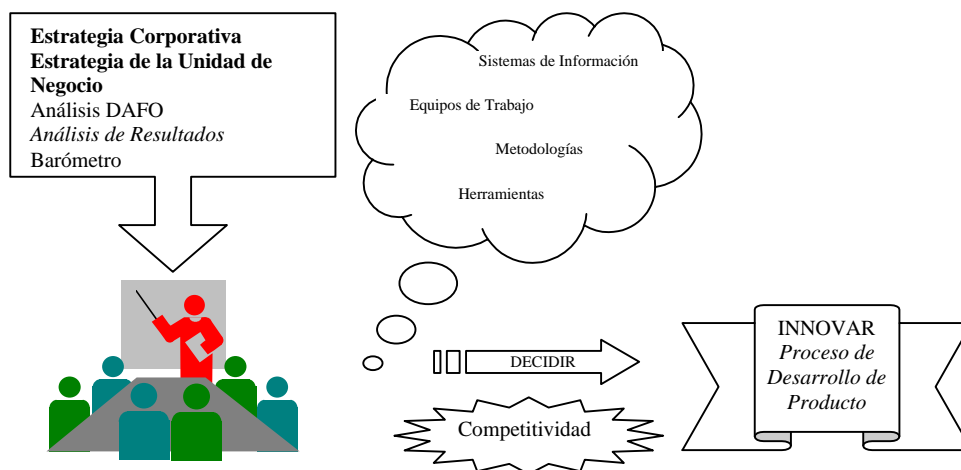 Estrategia Corporativa
Estrategia de la Unidad de
Negocio
Análisis DAFO
Análisis de Resultados
Barómetro
Sistemas de Información
Equipos de Trabajo
Metodologías
Herramientas
DECIDIR
Competitividad
INNOVAR
Proceso de
Desarrollo de
Producto